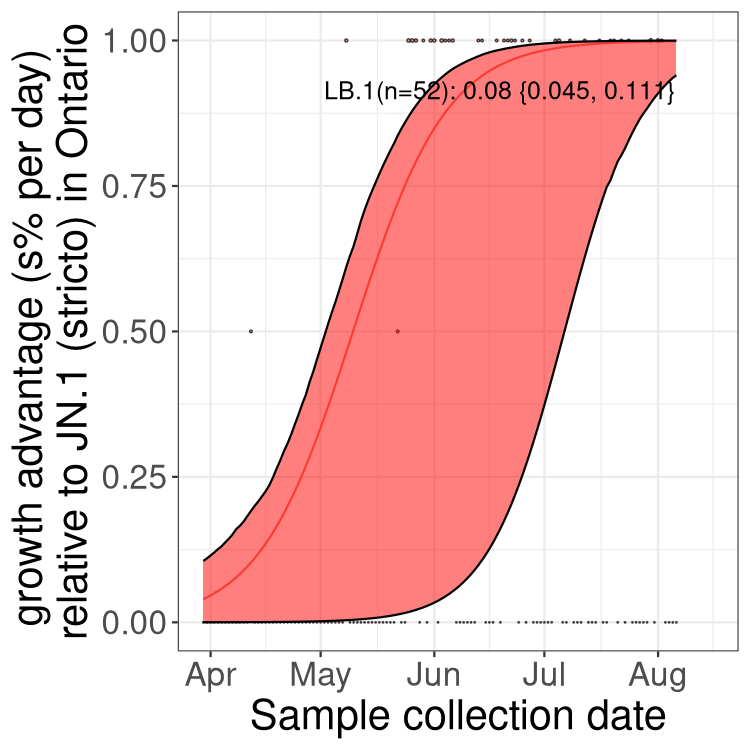 growth advantage (s% per day)
relative to JN.1 (stricto) in Ontario
1.00
0.75
0.50
0.25
0.00
LB.1(n=52): 0.08 {0.045, 0.111}
Apr May Jun Jul Aug
Sample collection date